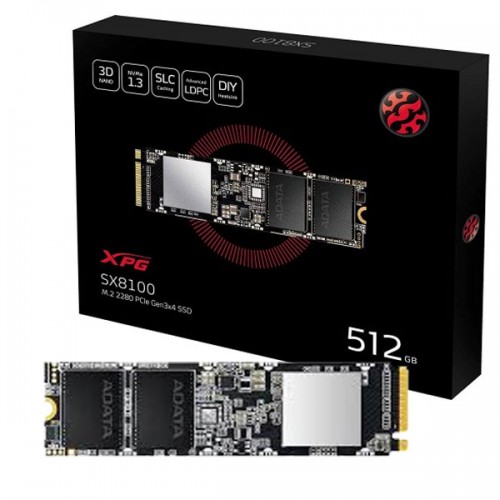 SX8100
3D
NAND
NVMe
1.3
SLC
Caching
Advanced
LDPC
DIY
Heatsink
ADATA
ADATA
XPG
SX8100
M.2 2280 PCIe Gen3x4 SSD
512 GB
ADATA
ADATA